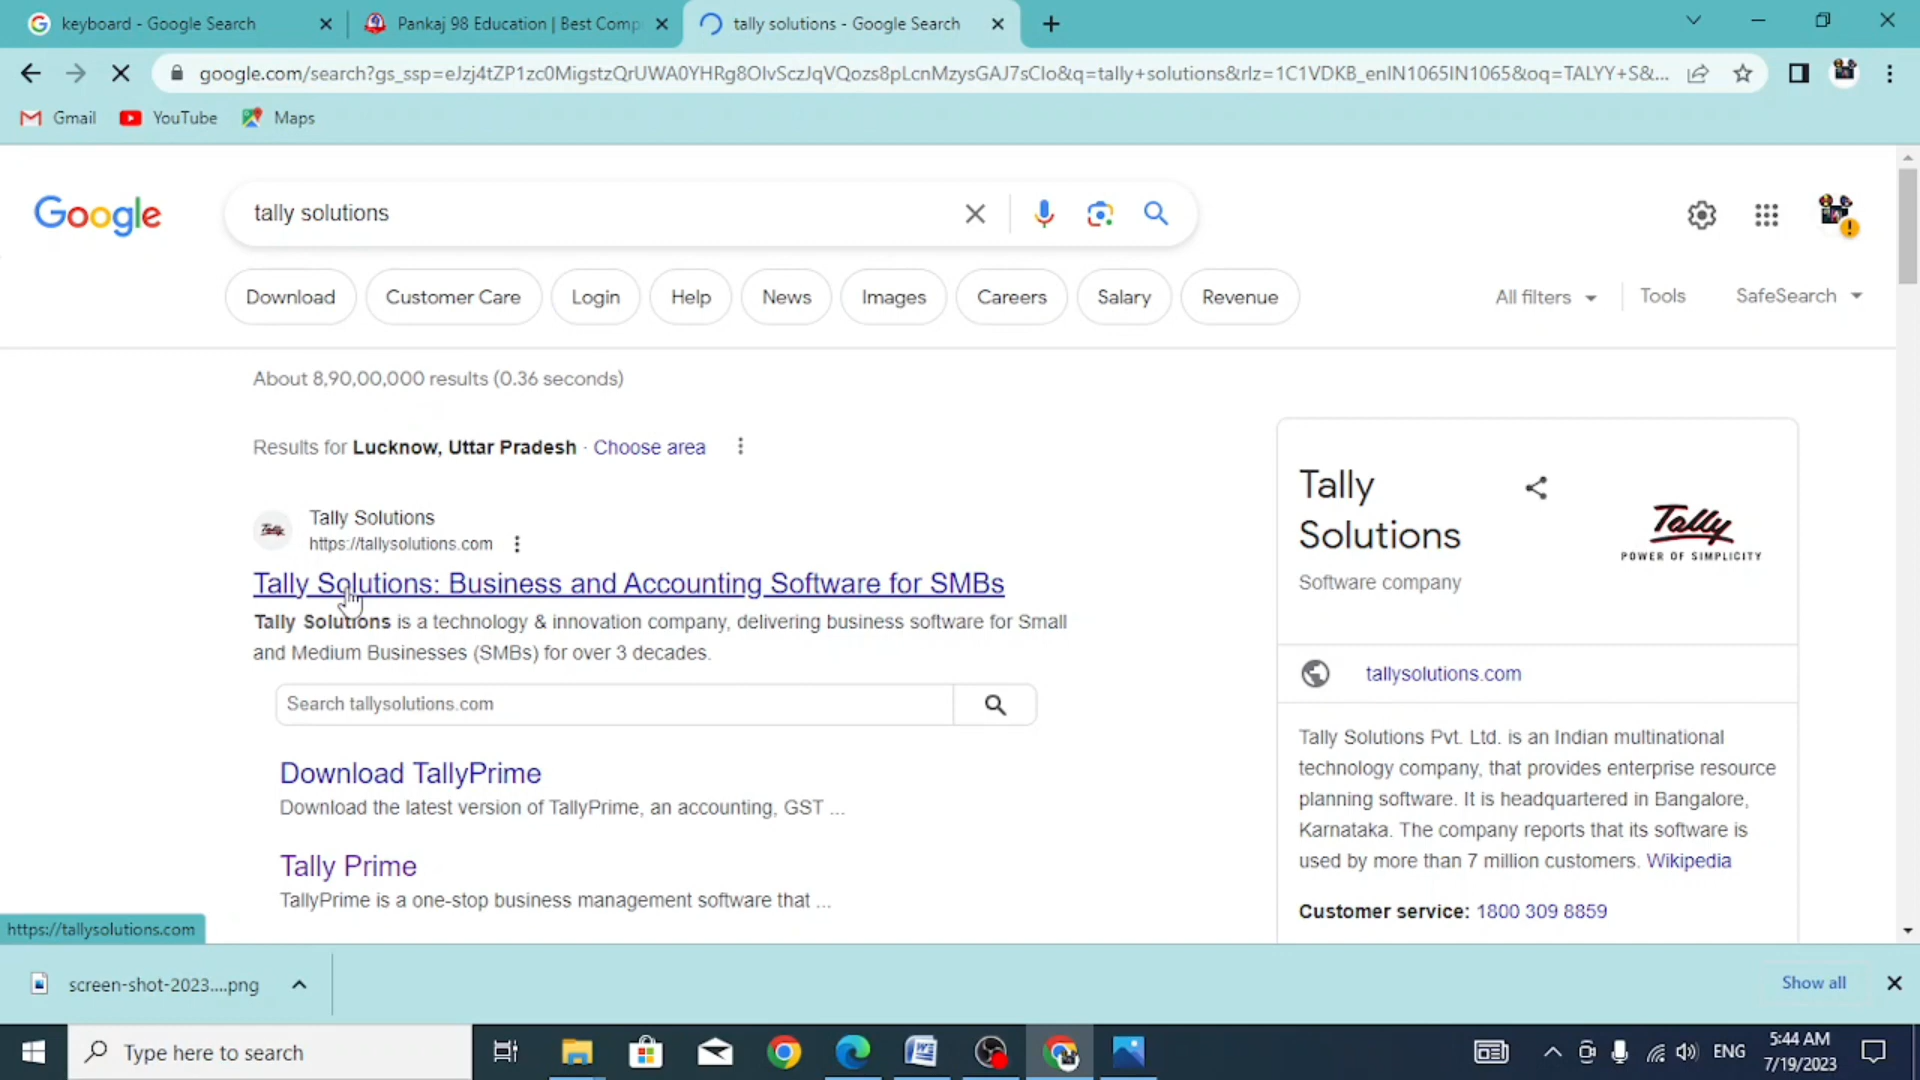 keyboard - Google Search
Pankaj 98 Education | Best Comp
tally solutions - Google Search
google.com/search?gs_ssp=eJzj4tZP1zc0MigstzQrUWA0YHRg8OIvSczJqVQozs8pLcnMzysGAJ7sClo&q=tally+solutions&rlz=1C1VDKB_enIN1065IN1065&oq=TALYY+S&...
Gmail YouTube Maps
Google
tally solutions
Download Customer Care Login Help News Images Careers Salary Revenue
All filters Tools SafeSearch
About 8,90,00,000 results (0.36 seconds)
Results for Lucknow, Uttar Pradesh · Choose area
Tally Solutions
https://tallysolutions.com
Tally Solutions: Business and Accounting Software for SMBs
Tally Solutions is a technology & innovation company, delivering business software for Small
and Medium Businesses (SMBs) for over 3 decades.
Search tallysolutions.com
Download TallyPrime
Download the latest version of TallyPrime, an accounting, GST ...
Tally Prime
TallyPrime is a one-stop business management software that ...
Tally
Solutions
Software company
Tally
POWER OF SIMPLICITY
tallysolutions.com
Tally Solutions Pvt. Ltd. is an Indian multinational
technology company, that provides enterprise resource
planning software. It is headquartered in Bangalore,
Karnataka. The company reports that its software is
used by more than 7 million customers. Wikipedia
Customer service: 1800 309 8859
https://tallysolutions.com
screen-shot-2023....png
Show all
Type here to search
ENG
5:44 AM
7/19/2023